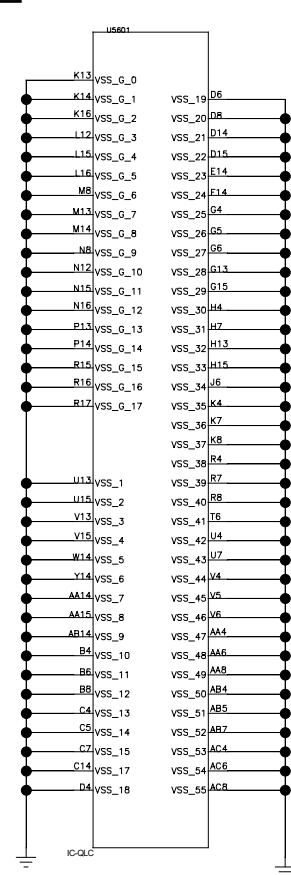 U5601
K13 VSS_G_0
K14 VSS_G_1 VSS_19 D6
K16 VSS_G_2 VSS_20 D8
L12 VSS_G_3 VSS_21 D14
L15 VSS_G_4 VSS_22 D15
L16 VSS_G_5 VSS_23 E14
M8 VSS_G_6 VSS_24 F14
M13 VSS_G_7 VSS_25 G4
M14 VSS_G_8 VSS_26 G5
N8 VSS_G_9 VSS_27 G6
N12 VSS_G_10 VSS_28 G13
N15 VSS_G_11 VSS_29 G15
N16 VSS_G_12 VSS_30 H4
P13 VSS_G_13 VSS_31 H7
P14 VSS_G_14 VSS_32 H13
R15 VSS_G_15 VSS_33 H15
R16 VSS_G_16 VSS_34 J6
R17 VSS_G_17 VSS_35 K4
VSS_36 K7
VSS_37 K8
VSS_38 R4
U13 VSS_1 VSS_39 R7
U15 VSS_2 VSS_40 R8
V13 VSS_3 VSS_41 T6
V15 VSS_4 VSS_42 U4
W14 VSS_5 VSS_43 U7
Y14 VSS_6 VSS_44 V4
AA14 VSS_7 VSS_45 V5
AA15 VSS_8 VSS_46 V6
AB14 VSS_9 VSS_47 AA4
B4 VSS_10 VSS_48 AA6
B6 VSS_11 VSS_49 AA8
B8 VSS_12 VSS_50 AB4
C4 VSS_13 VSS_51 AB5
C5 VSS_14 VSS_52 AB7
C7 VSS_15 VSS_53 AC4
C14 VSS_17 VSS_54 AC6
D4 VSS_18 VSS_55 AC8
IC-QLC